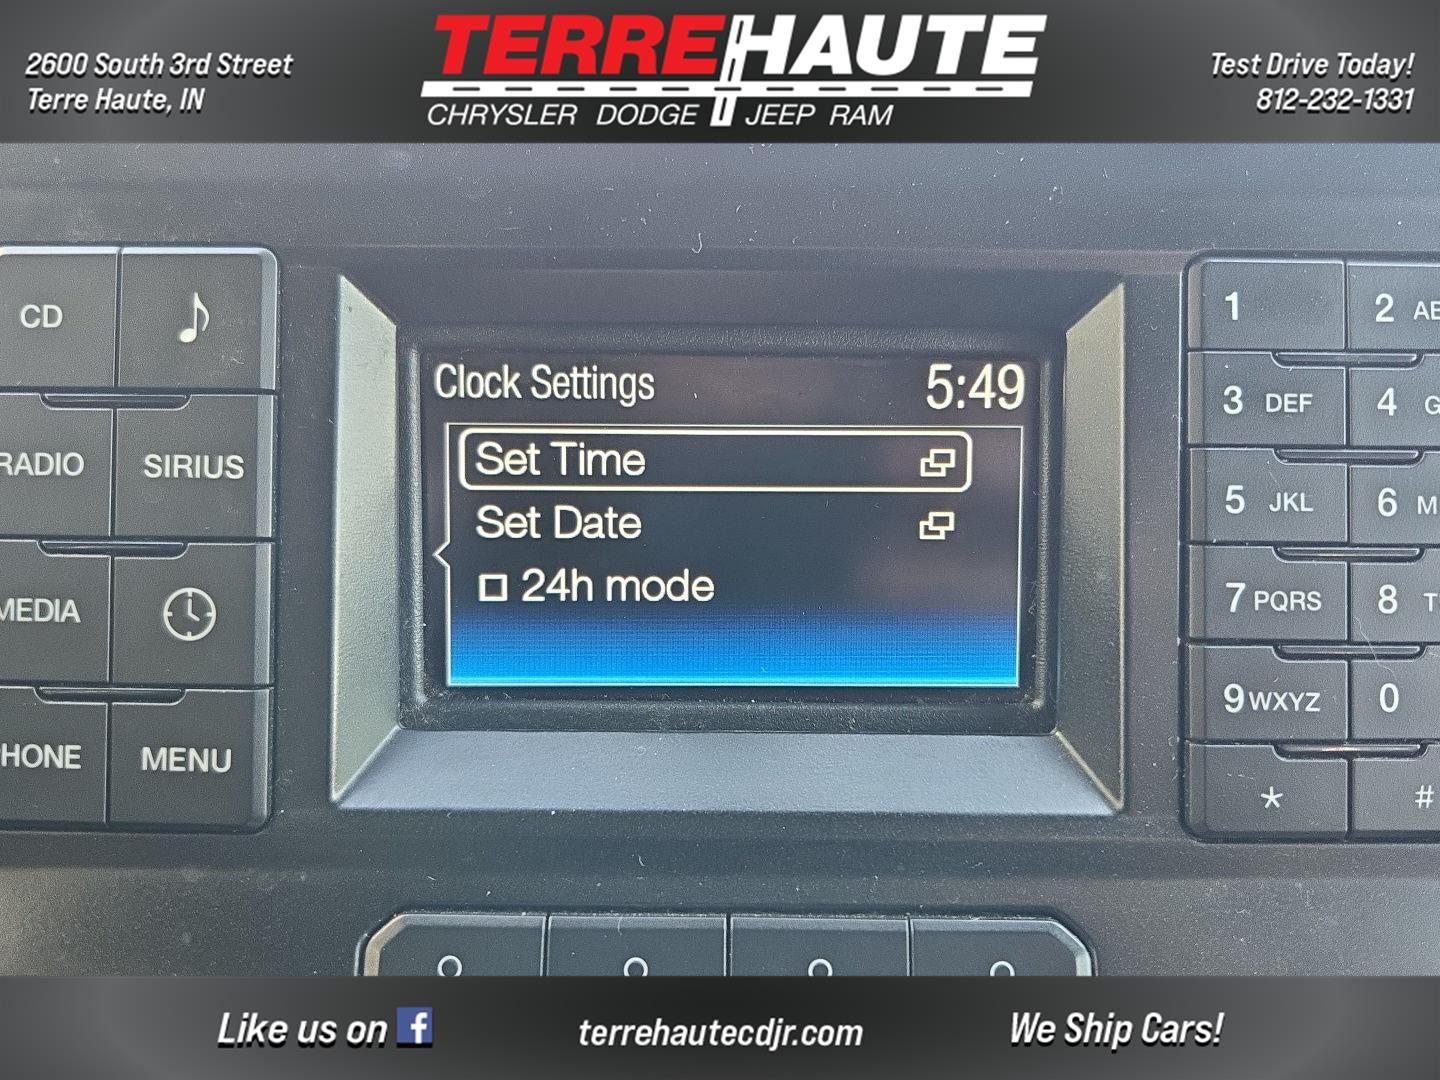 TERRE HAUTE
CHRYSLER DODGE JEEP RAM
2600 South 3rd Street
Terre Haute, IN
Test Drive Today!
812-232-1331
CD
RADIO
SIRIUS
MEDIA
HONE
MENU
Clock Settings 5:49
Set Time
Set Date
24h mode
1
2 AB
3 DEF
4 G
5 JKL
6 M
7 PQRS
8 T
9 WXYZ
0
*
#
Like us on f
terrehautecdjr.com
We Ship Cars!